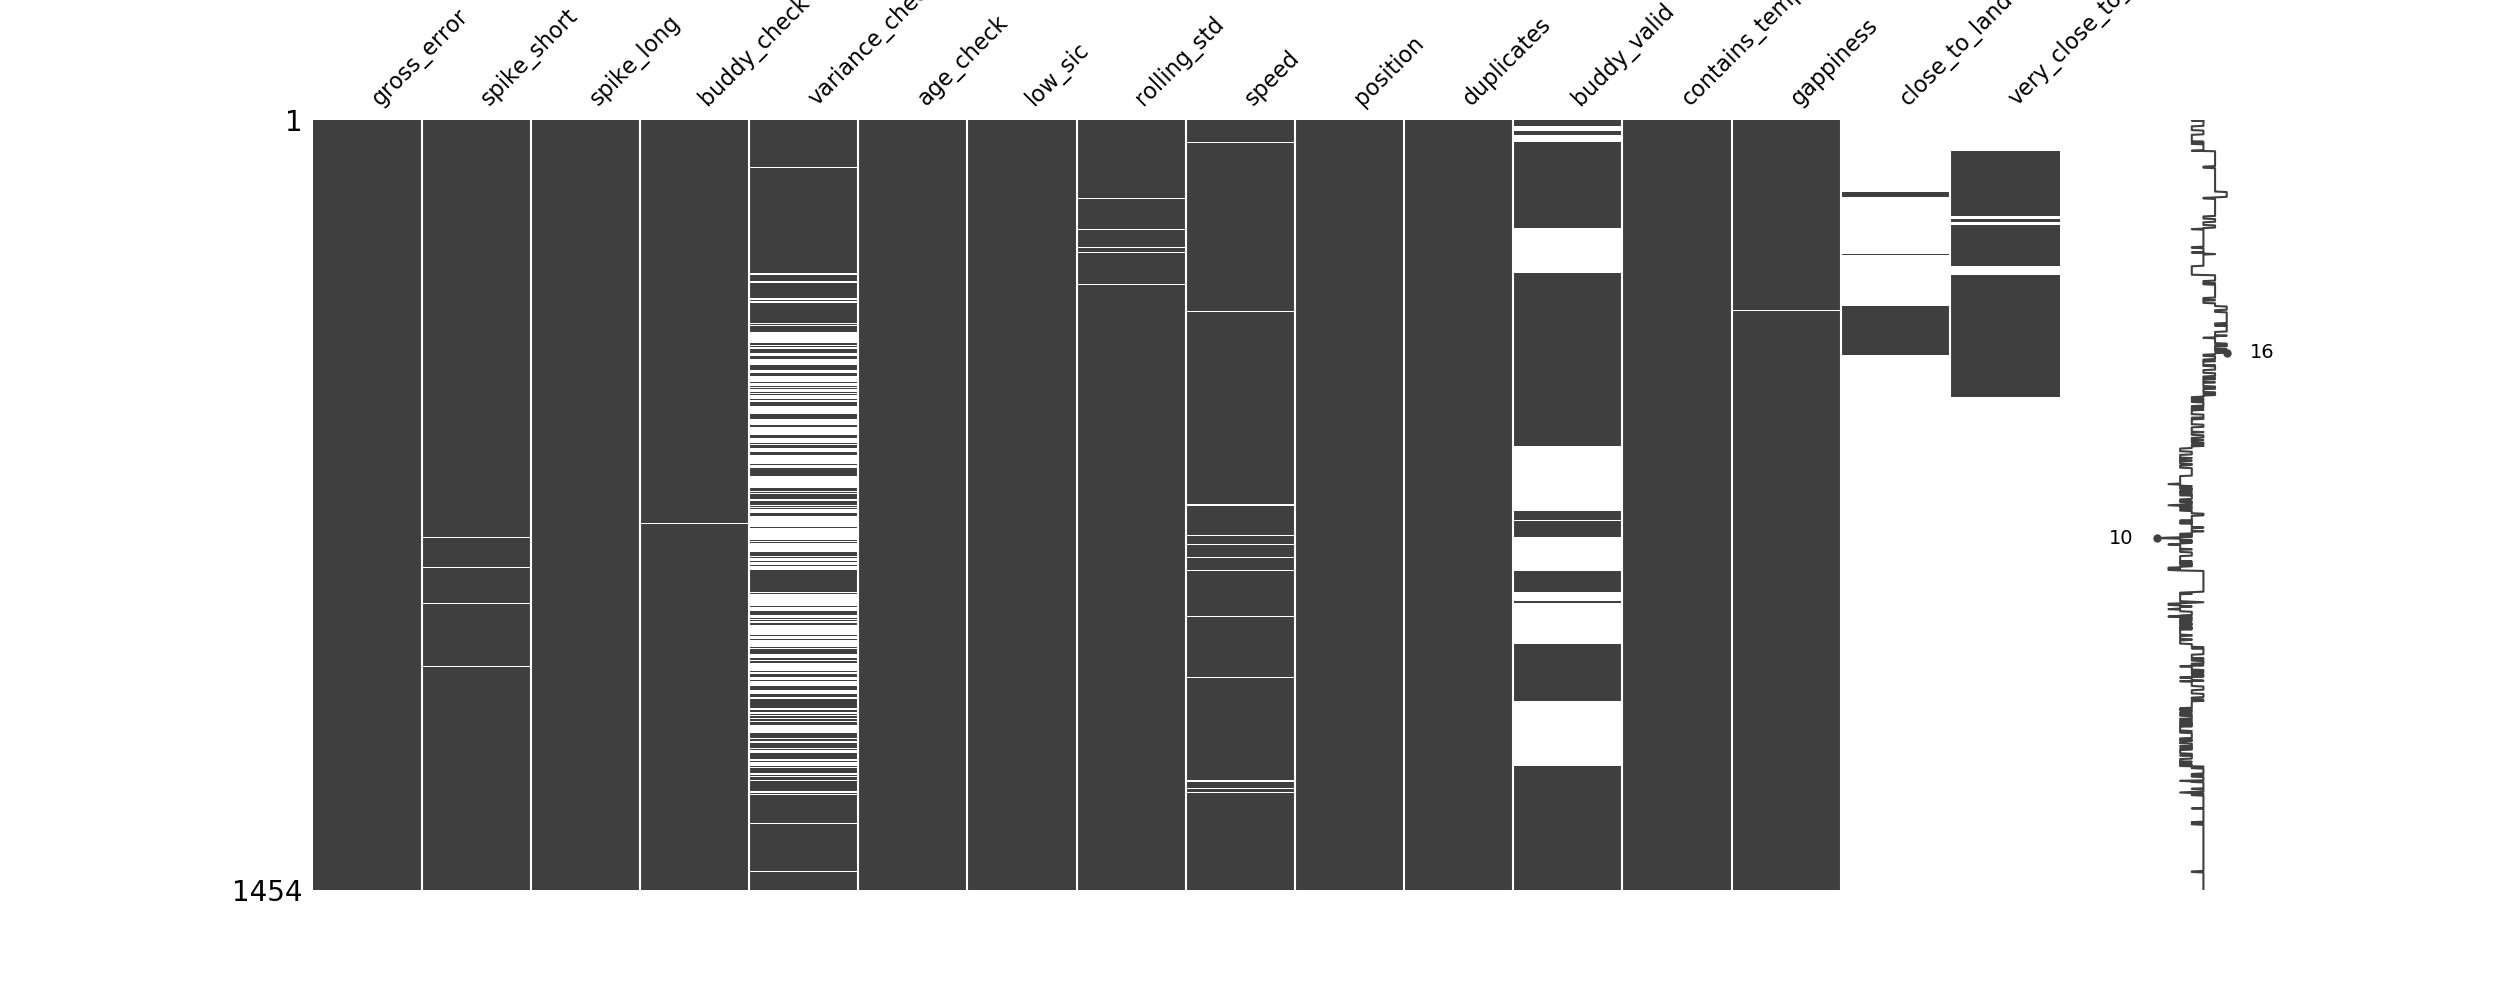 gross_error
spike_short
spike_long
buddy_check
age_check
low_sic
rolling_std
speed
position
duplicates
buddy_valid
gappiness
close_to_land
1
16
10
1454